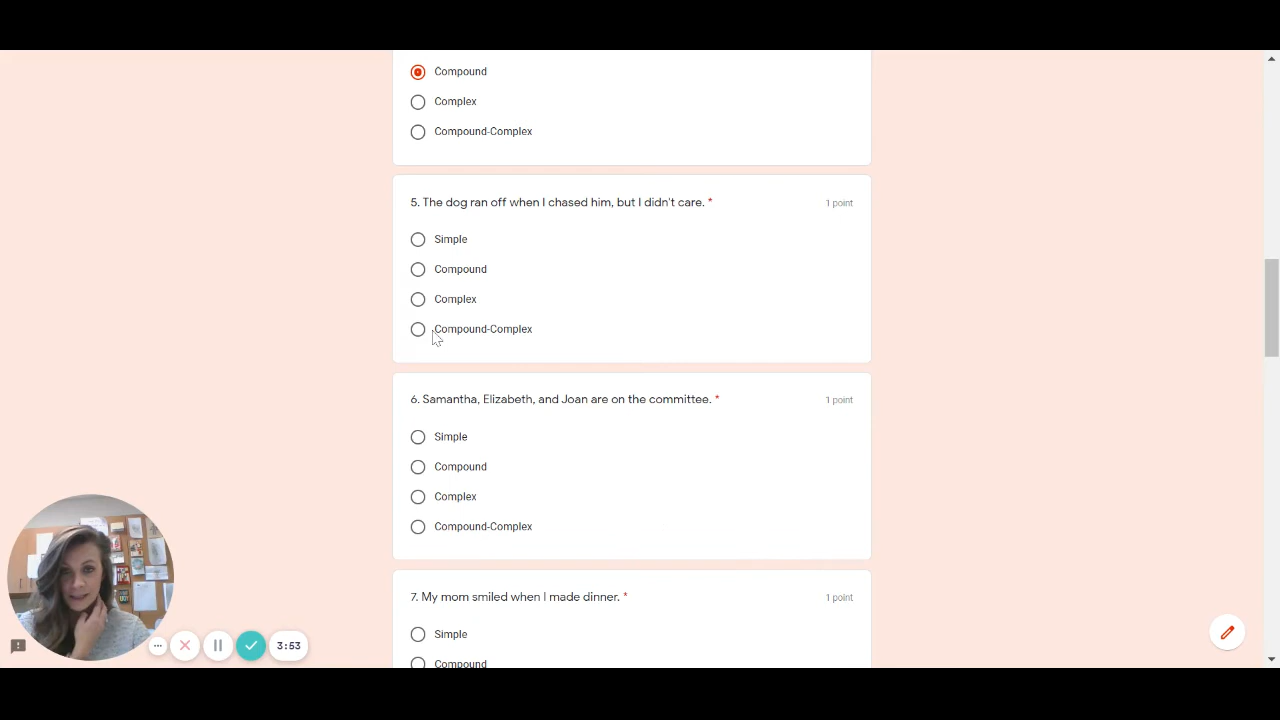 Compound
Complex
Compound-Complex
5. The dog ran off when I chased him, but I didn't care. *
1 point
Simple
Compound
Complex
Compound-Complex
6. Samantha, Elizabeth, and Joan are on the committee. *
1 point
Simple
Compound
Complex
Compound-Complex
7. My mom smiled when I made dinner. *
1 point
Simple
Compound
3:53